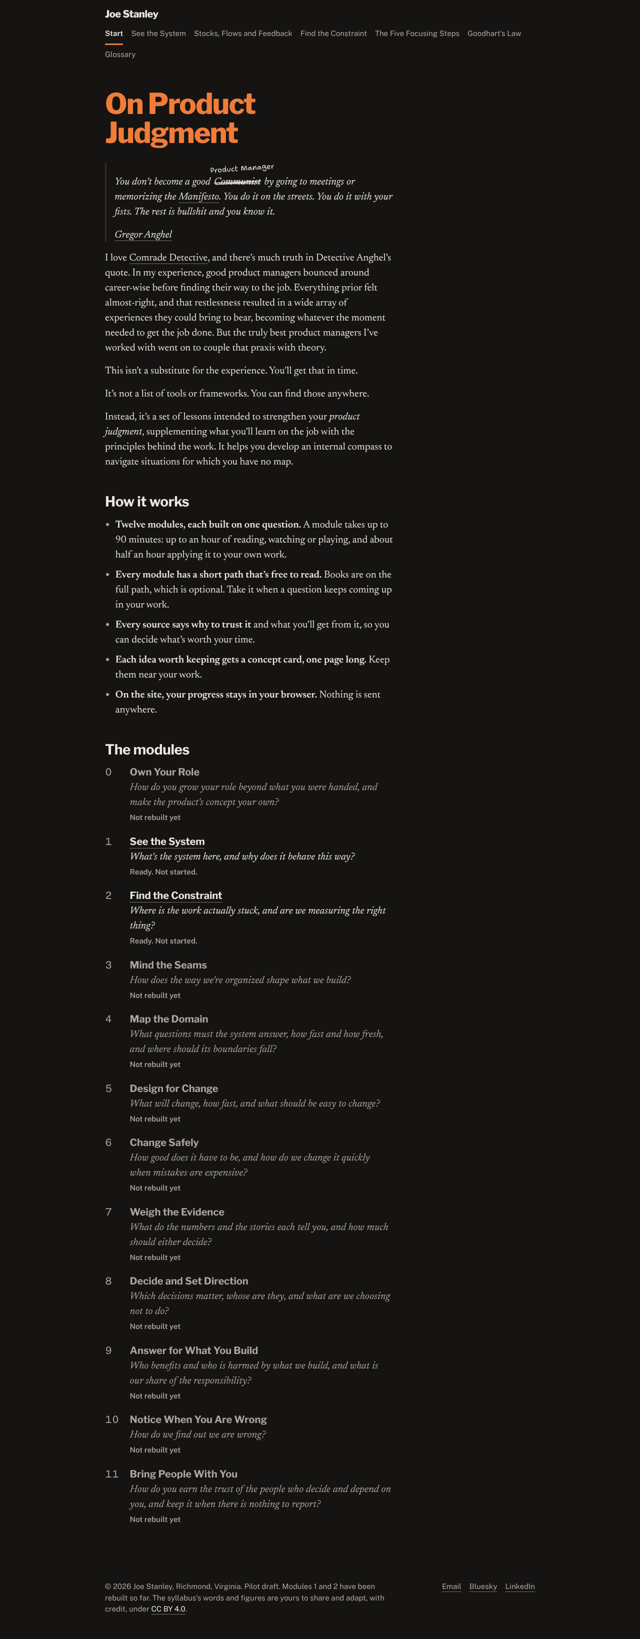 Joe Stanley
Start See the System Stocks, Flows and Feedback Find the Constraint The Five Focusing Steps Goodhart's Law
Glossary
On Product
Judgment
Product Manager
You don't become a good Communist by going to meetings or
memorizing the Manifesto. You do it on the streets. You do it with your
fists. The rest is bullshit and you know it.
Gregor Anghel
I love Comrade Detective, and there's much truth in Detective Anghel's
quote. In my experience, good product managers bounced around
career-wise before finding their way to the job. Everything prior felt
almost-right, and that restlessness resulted in a wide array of
experiences they could bring to bear, becoming whatever the moment
needed to get the job done. But the truly best product managers I've
worked with went on to couple that praxis with theory.
This isn't a substitute for the experience. You'll get that in time.
It's not a list of tools or frameworks. You can find those anywhere.
Instead, it's a set of lessons intended to strengthen your product
judgment, supplementing what you'll learn on the job with the
principles behind the work. It helps you develop an internal compass to
navigate situations for which you have no map.
How it works
• Twelve modules, each built on one question. A module takes up to
90 minutes: up to an hour of reading, watching or playing, and about
half an hour applying it to your own work.
• Every module has a short path that's free to read. Books are on the
full path, which is optional. Take it when a question keeps coming up
in your work.
• Every source says why to trust it and what you'll get from it, so you
can decide what's worth your time.
• Each idea worth keeping gets a concept card, one page long. Keep
them near your work.
• On the site, your progress stays in your browser. Nothing is sent
anywhere.
The modules
0 Own Your Role
How do you grow your role beyond what you were handed, and
make the product's concept your own?
Not rebuilt yet
1 See the System
What's the system here, and why does it behave this way?
Ready. Not started.
2 Find the Constraint
Where is the work actually stuck, and are we measuring the right
thing?
Ready. Not started.
3 Mind the Seams
How does the way we're organized shape what we build?
Not rebuilt yet
4 Map the Domain
What questions must the system answer, how fast and how fresh,
and where should its boundaries fall?
Not rebuilt yet
5 Design for Change
What will change, how fast, and what should be easy to change?
Not rebuilt yet
6 Change Safely
How good does it have to be, and how do we change it quickly
when mistakes are expensive?
Not rebuilt yet
7 Weigh the Evidence
What do the numbers and the stories each tell you, and how much
should either decide?
Not rebuilt yet
8 Decide and Set Direction
Which decisions matter, whose are they, and what are we choosing
not to do?
Not rebuilt yet
9 Answer for What You Build
Who benefits and who is harmed by what we build, and what is
our share of the responsibility?
Not rebuilt yet
10 Notice When You Are Wrong
How do we find out we are wrong?
Not rebuilt yet
11 Bring People With You
How do you earn the trust of the people who decide and depend on
you, and keep it when there is nothing to report?
Not rebuilt yet
© 2026 Joe Stanley, Richmond, Virginia. Pilot draft. Modules 1 and 2 have been
rebuilt so far. The syllabus's words and figures are yours to share and adapt, with
credit, under CC BY 4.0.
Email Bluesky LinkedIn